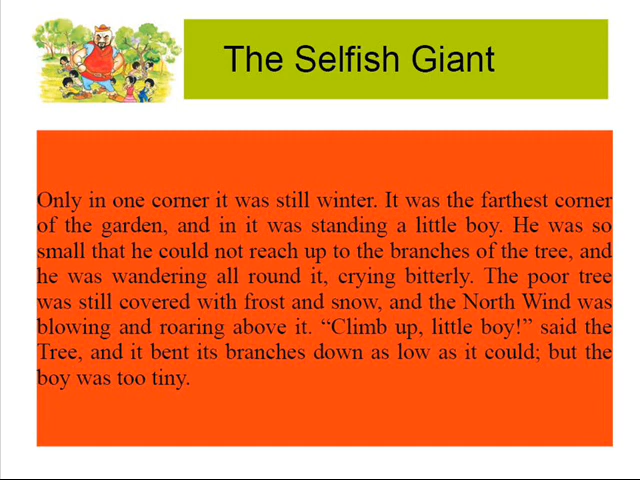 The Selfish Giant
Only in one corner it was still winter. It was the farthest corner
of the garden, and in it was standing a little boy. He was so
small that he could not reach up to the branches of the tree, and
he was wandering all round it, crying bitterly. The poor tree
was still covered with frost and snow, and the North Wind was
blowing and roaring above it. “Climb up, little boy!” said the
Tree, and it bent its branches down as low as it could; but the
boy was too tiny.